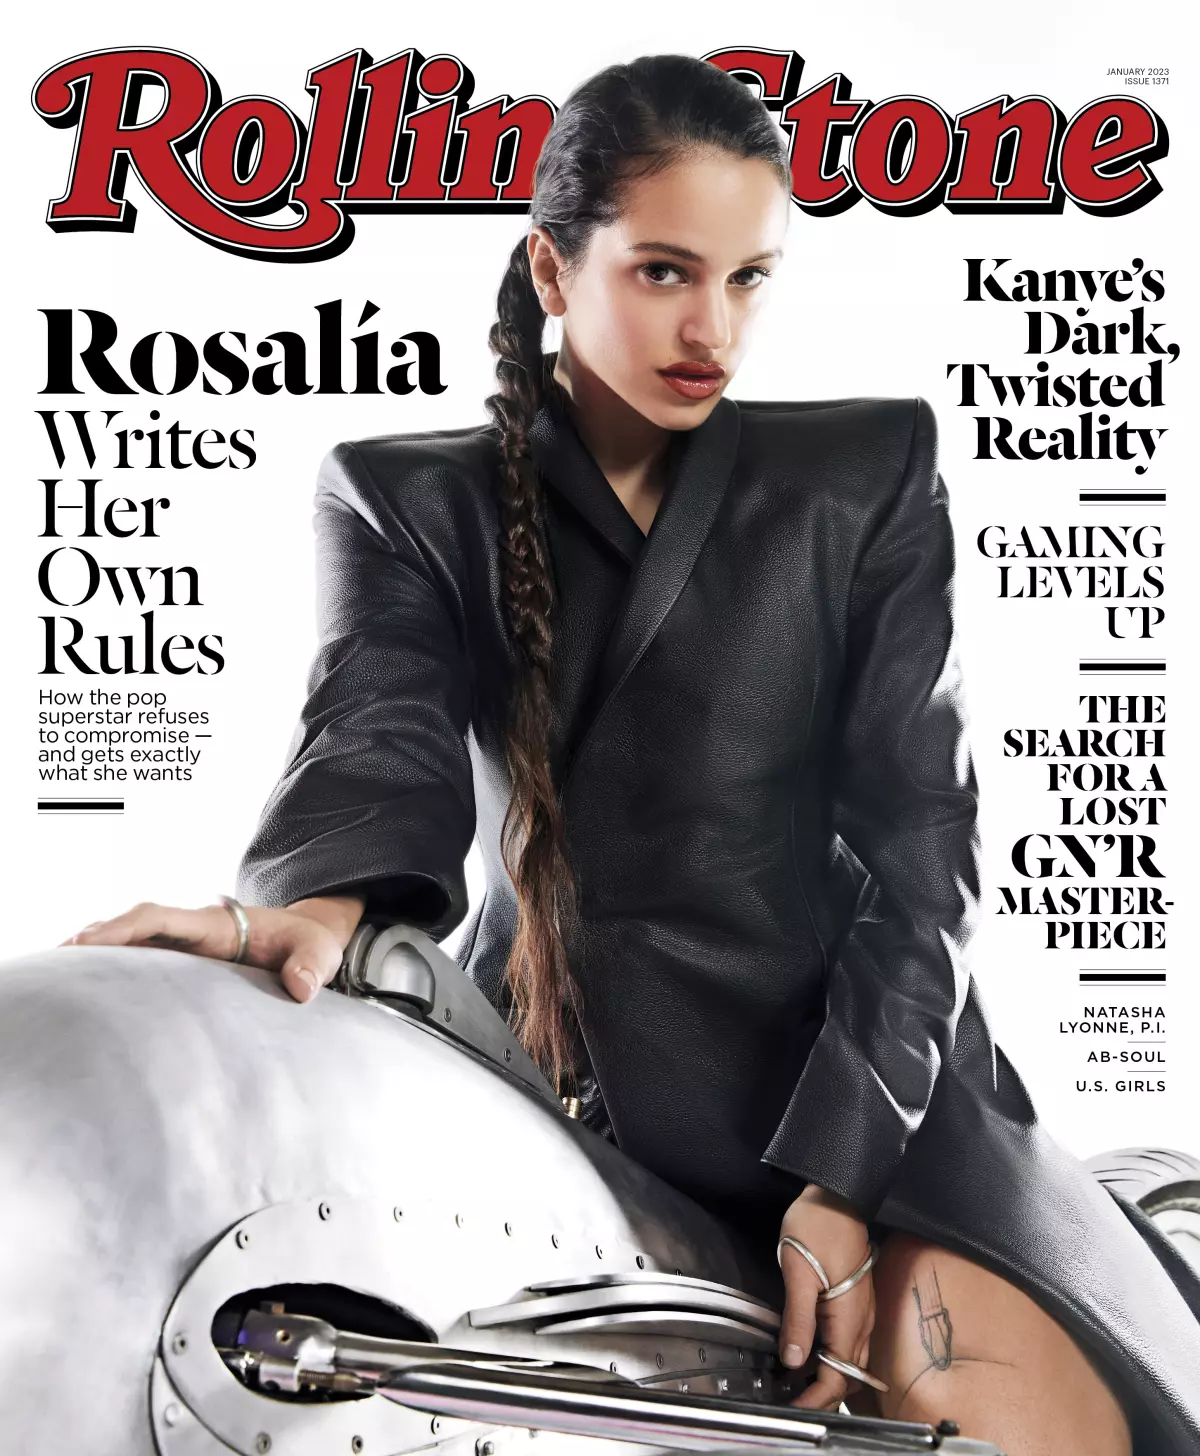 Rolling Stone
JANUARY 2023
ISSUE 1371
Rosalía
Writes
Her
Own
Rules
How the pop
superstar refuses
to compromise —
and gets exactly
what she wants
Kanye's
Dark,
Twisted
Reality
GAMING
LEVELS
UP
THE
SEARCH
FOR A
LOST
GN'R
MASTER-
PIECE
NATASHA
LYONNE, P.I.
AB-SOUL
U.S. GIRLS